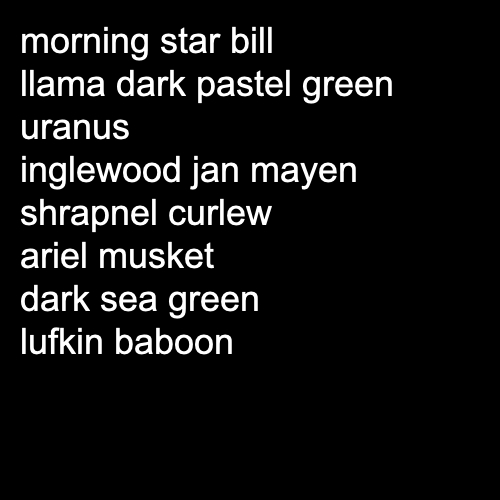 morning star bill
llama dark pastel green
uranus
inglewood jan mayen
shrapnel curlew
ariel musket
dark sea green
lufkin baboon